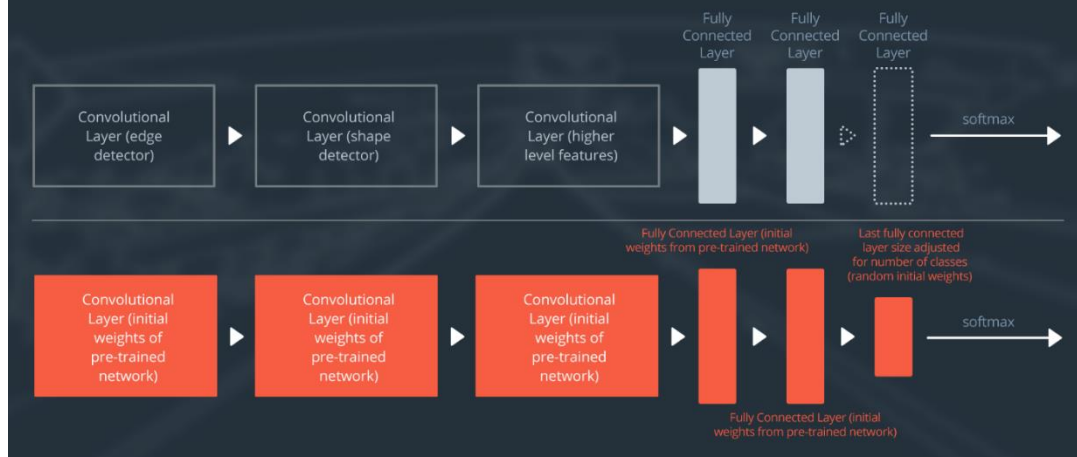 Fully
Connected
Layer
Fully
Connected
Layer
Fully
Connected
Layer
Convolutional
Layer (edge
detector)
Convolutional
Layer (shape
detector)
Convolutional
Layer (higher
level features)
softmax
Fully Connected Layer (initial
weights from pre-trained network)
Last fully connected
layer size adjusted
for number of classes
(random initial weights)
Convolutional
Layer (initial
weights of
pre-trained
network)
Convolutional
Layer (initial
weights of
pre-trained
network)
Convolutional
Layer (initial
weights of
pre-trained
network)
softmax
Fully Connected Layer (initial
weights from pre-trained network)